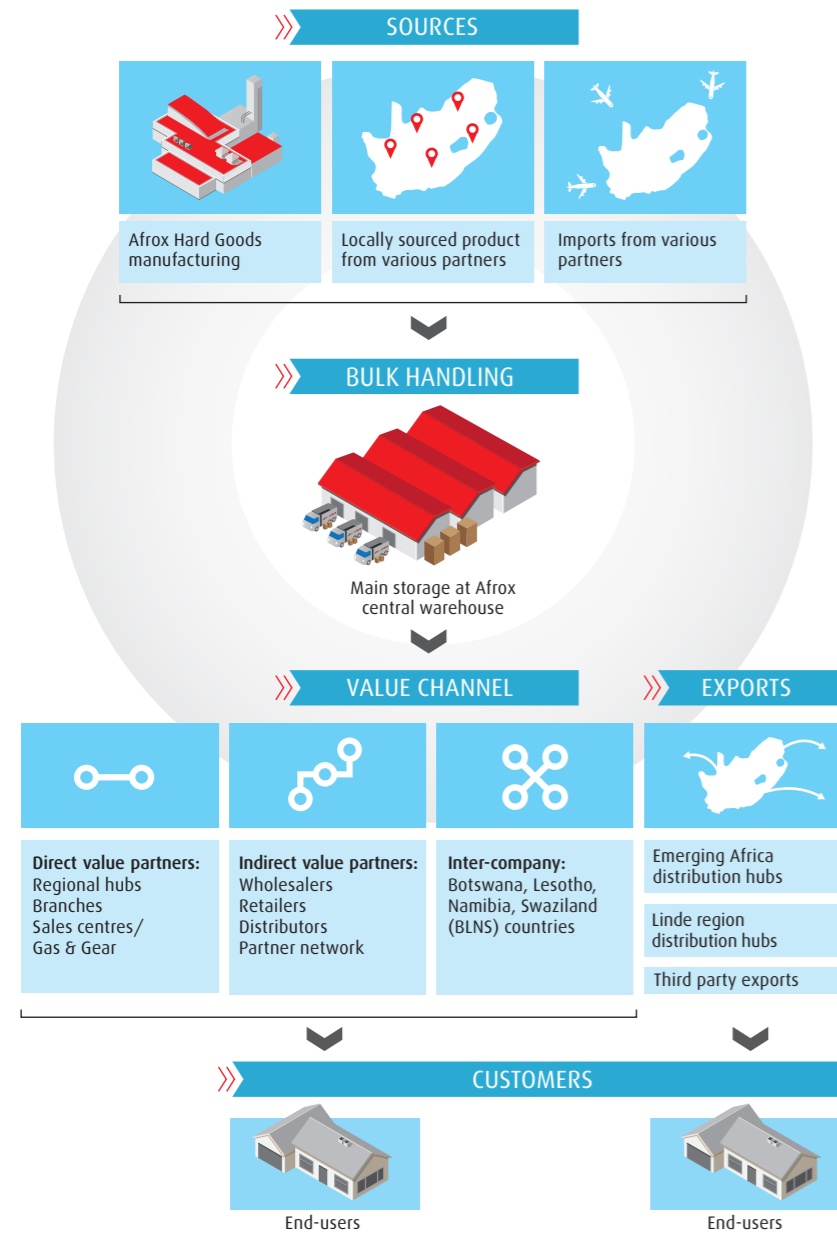 SOURCES
Afrox Hard Goods
manufacturing
Locally sourced product
from various partners
Imports from various
partners
BULK HANDLING
Main storage at Afrox
central warehouse
VALUE CHANNEL
EXPORTS
Direct value partners:
Regional hubs
Branches
Sales centres/
Gas & Gear
Indirect value partners:
Wholesalers
Retailers
Distributors
Partner network
Inter-company:
Botswana, Lesotho,
Namibia, Swaziland
(BLNS) countries
Emerging Africa
distribution hubs
Linde region
distribution hubs
Third party exports
CUSTOMERS
End-users
End-users